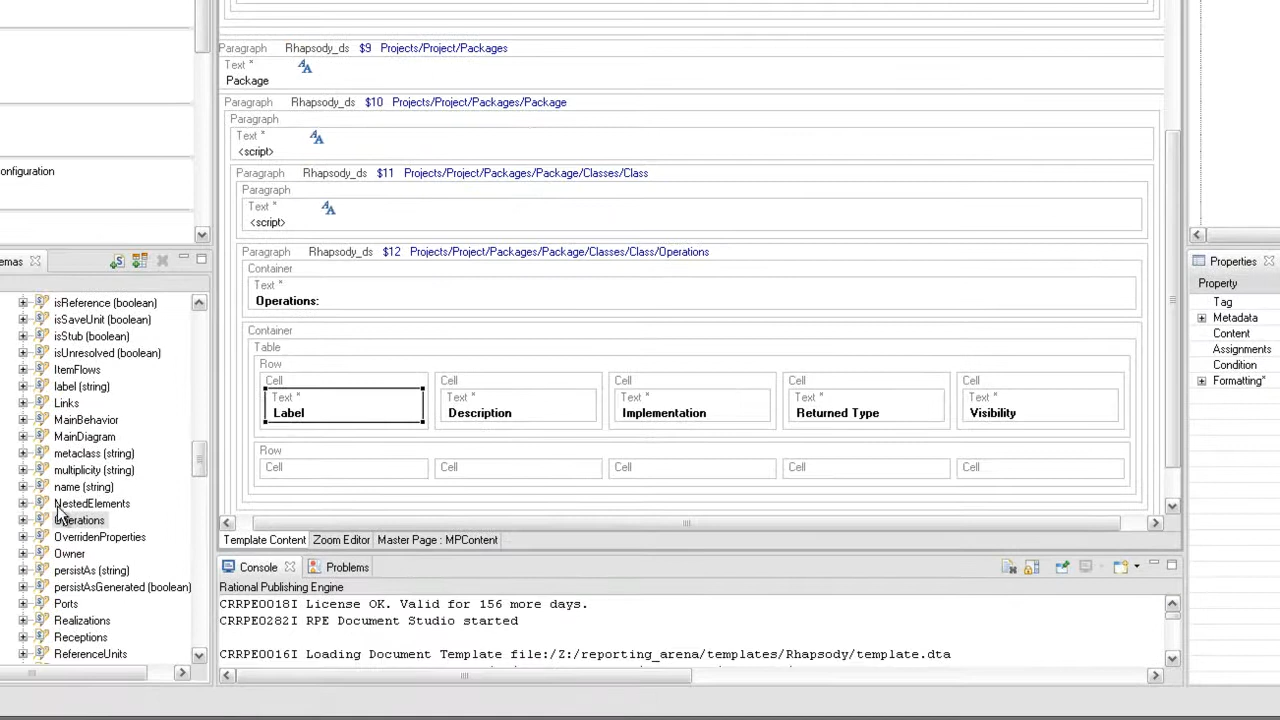 onfiguration
emas
isReference (boolean)
isSaveUnit (boolean)
isStub (boolean)
isUnresolved (boolean)
ItemFlows
label (string)
Links
MainBehavior
MainDiagram
metaclass (string)
multiplicity (string)
name (string)
NestedElements
Operations
OverridenProperties
Owner
persistAs (string)
persistAsGenerated (boolean)
Ports
Realizations
Receptions
ReferenceUnits
Paragraph Rhapsody_ds $9 Projects/Project/Packages
Text *
Package
Paragraph Rhapsody_ds $10 Projects/Project/Packages/Package
Paragraph
Text *
<script>
Paragraph Rhapsody_ds $11 Projects/Project/Packages/Package/Classes/Class
Paragraph
Text *
<script>
Paragraph Rhapsody_ds $12 Projects/Project/Packages/Package/Classes/Class/Operations
Container
Text *
Operations:
Container
Table
Row
Cell Cell Cell Cell Cell
Text * Text * Text * Text * Text *
Label Description Implementation Returned Type Visibility
Row
Cell Cell Cell Cell Cell
Template Content Zoom Editor Master Page : MPContent
Console Problems
Rational Publishing Engine
CRRPE0018I License OK. Valid for 156 more days.
CRRPE0282I RPE Document Studio started
CRRPE0016I Loading Document Template file:/Z:/reporting_arena/templates/Rhapsody/template.dta
Properties
Property
Tag
Metadata
Content
Assignments
Condition
Formatting*